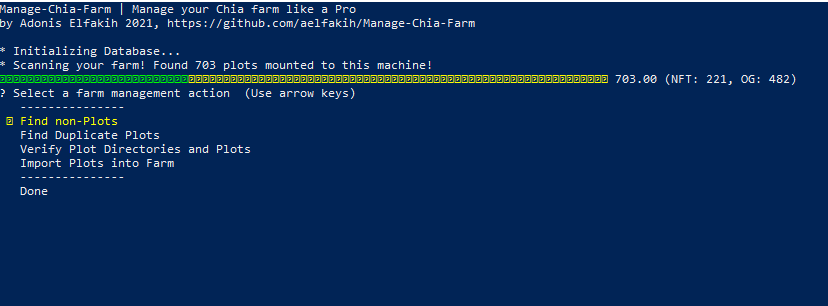 Manage-Chia-Farm | Manage your Chia farm like a Pro
by Adonis Elfakih 2021, https://github.com/aelfakih/Manage-Chia-Farm
* Initializing Database...
* Scanning your farm! Found 703 plots mounted to this machine!
703.00 (NFT: 221, OG: 482)
? Select a farm management action  (Use arrow keys)
---------------
Find non-Plots
Find Duplicate Plots
Verify Plot Directories and Plots
Import Plots into Farm
---------------
Done